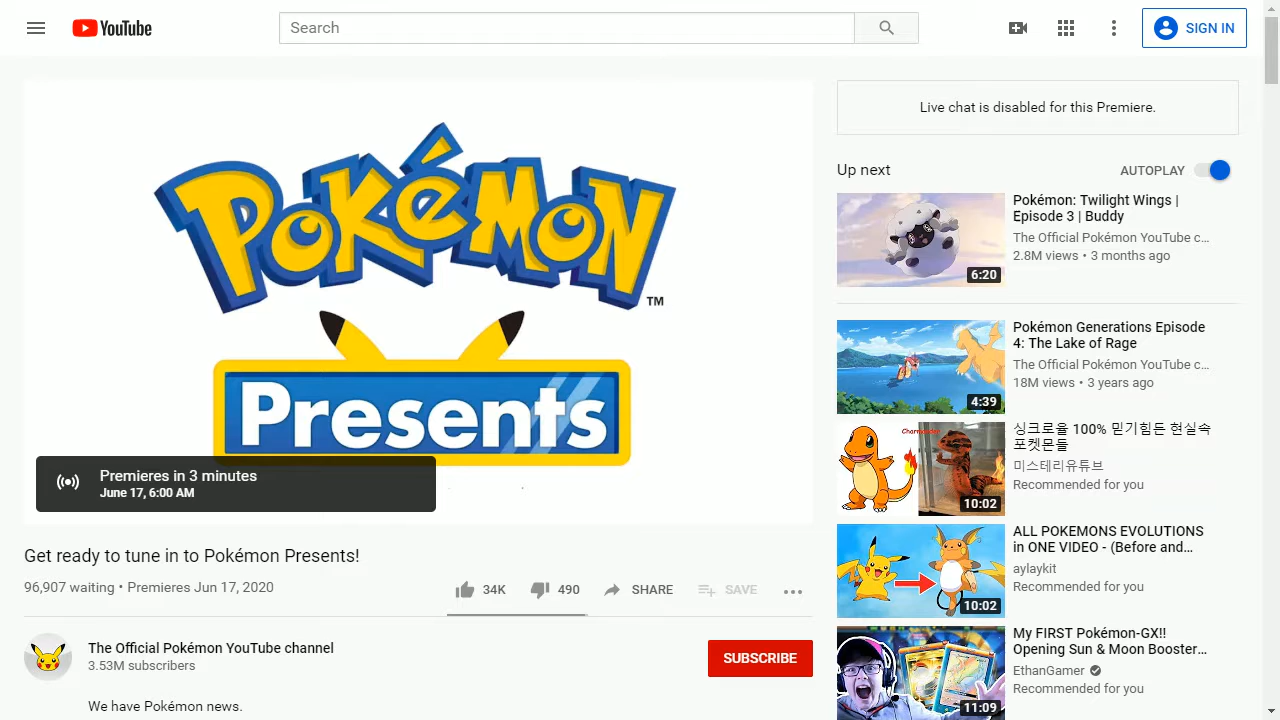 YouTube
Search
SIGN IN
POKÉMON
TM
Presents
Premieres in 3 minutes
June 17, 6:00 AM
Get ready to tune in to Pokémon Presents!
96,907 waiting • Premieres Jun 17, 2020
34K
490
SHARE
SAVE
The Official Pokémon YouTube channel
3.53M subscribers
SUBSCRIBE
We have Pokémon news.
Live chat is disabled for this Premiere.
Up next
AUTOPLAY
6:20
Pokémon: Twilight Wings |
Episode 3 | Buddy
The Official Pokémon YouTube c...
2.8M views • 3 months ago
4:39
Pokémon Generations Episode
4: The Lake of Rage
The Official Pokémon YouTube c...
18M views • 3 years ago
Charmander
10:02
싱크로율 100% 믿기힘든 현실속
포켓몬들
미스테리유튜브
Recommended for you
10:02
ALL POKEMONS EVOLUTIONS
in ONE VIDEO - (Before and...
aylaykit
Recommended for you
11:09
My FIRST Pokémon-GX!!
Opening Sun & Moon Booster...
EthanGamer
Recommended for you